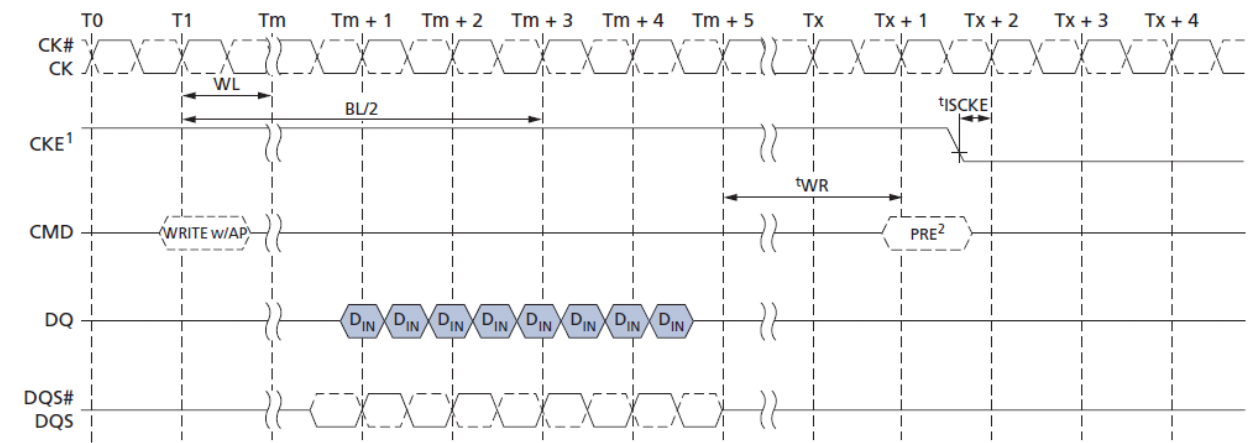 T0 T1 Tm Tm + 1 Tm + 2 Tm + 3 Tm + 4 Tm + 5 Tx Tx + 1 Tx + 2 Tx + 3 Tx + 4
CK#
CK
WL
BL/2
tISCKE
CKE1
tWR
CMD WRITE w/AP PRE2
DQ DIN DIN DIN DIN DIN DIN DIN DIN
DQS#
DQS